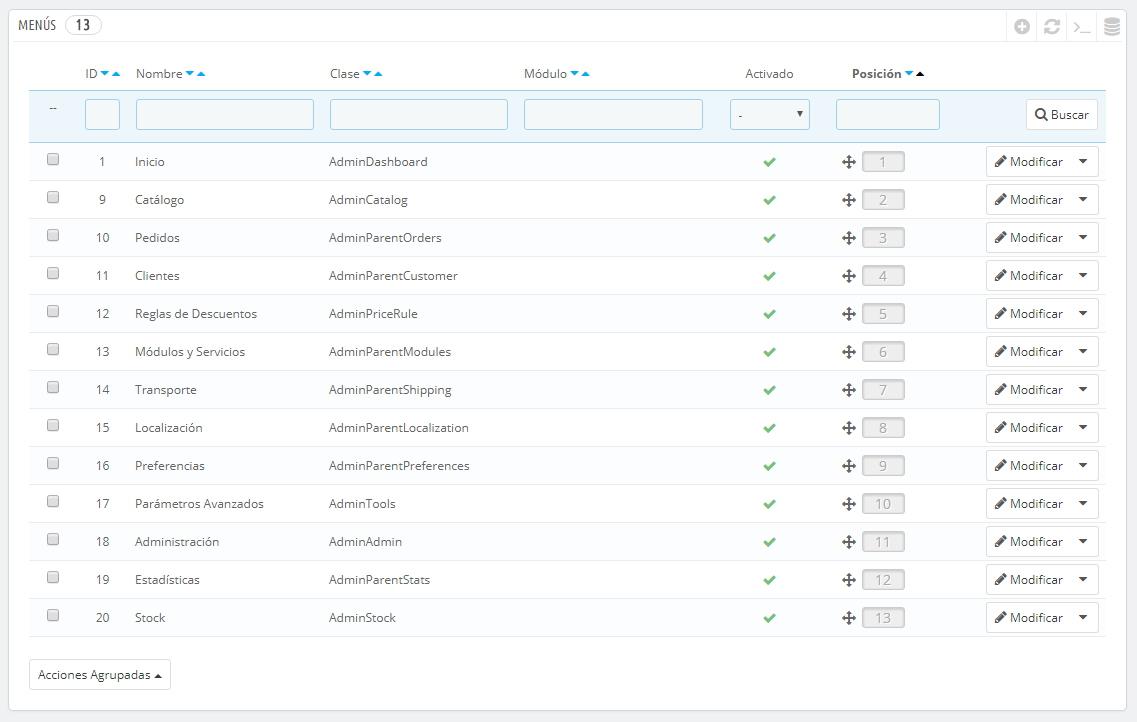 MENÚS 13
ID Nombre Clase Módulo Activado Posición
-- - Buscar
1 Inicio AdminDashboard 1 Modificar
9 Catálogo AdminCatalog 2 Modificar
10 Pedidos AdminParentOrders 3 Modificar
11 Clientes AdminParentCustomer 4 Modificar
12 Reglas de Descuentos AdminPriceRule 5 Modificar
13 Módulos y Servicios AdminParentModules 6 Modificar
14 Transporte AdminParentShipping 7 Modificar
15 Localización AdminParentLocalization 8 Modificar
16 Preferencias AdminParentPreferences 9 Modificar
17 Parámetros Avanzados AdminTools 10 Modificar
18 Administración AdminAdmin 11 Modificar
19 Estadísticas AdminParentStats 12 Modificar
20 Stock AdminStock 13 Modificar
Acciones Agrupadas